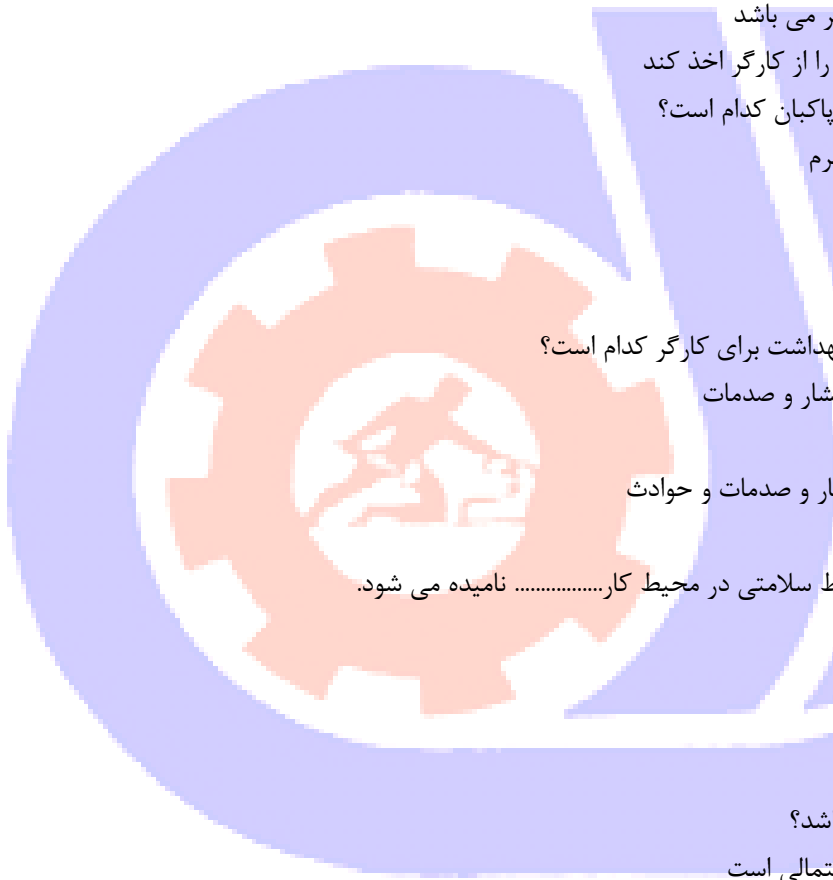 ر می باشد
را از کارگر اخذ کند
پاکبان کدام است؟
رم
هداشت برای کارگر کدام است؟
شار و صدمات
ار و صدمات و حوادث
ط سلامتی در محیط کار................ نامیده می شود.
اشد؟
تمالی است